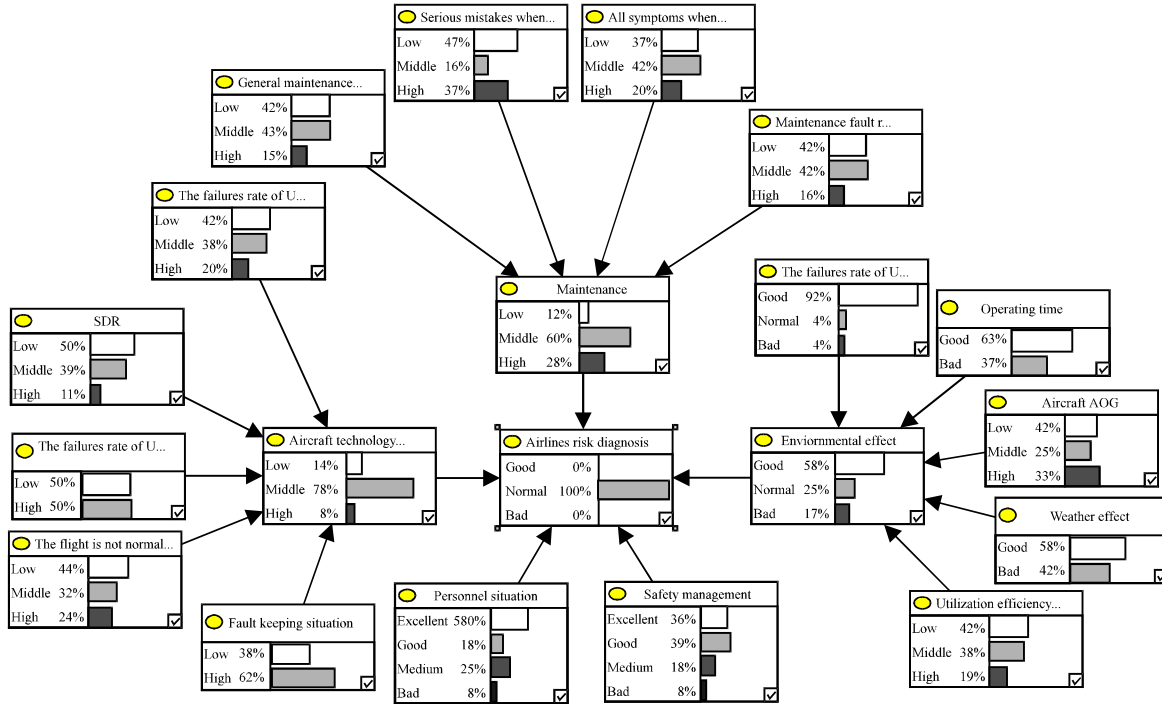 Serious mistakes when...
Low 47%
Middle 16%
High 37%
All symptoms when...
Low 37%
Middle 42%
High 20%
General maintenance...
Low 42%
Middle 43%
High 15%
Maintenance fault r...
Low 42%
Middle 42%
High 16%
The failures rate of U...
Low 42%
Middle 38%
High 20%
Maintenance
Low 12%
Middle 60%
High 28%
The failures rate of U...
Good 92%
Normal 4%
Bad 4%
Operating time
Good 63%
Bad 37%
SDR
Low 50%
Middle 39%
High 11%
Aircraft AOG
Low 42%
Middle 25%
High 33%
The failures rate of U...
Low 50%
High 50%
Aircraft technology...
Low 14%
Middle 78%
High 8%
Airlines risk diagnosis
Good 0%
Normal 100%
Bad 0%
Enviornmental effect
Good 58%
Normal 25%
Bad 17%
Weather effect
Good 58%
Bad 42%
The flight is not normal...
Low 44%
Middle 32%
High 24%
Fault keeping situation
Low 38%
High 62%
Personnel situation
Excellent 580%
Good 18%
Medium 25%
Bad 8%
Safety management
Excellent 36%
Good 39%
Medium 18%
Bad 8%
Utilization efficiency...
Low 42%
Middle 38%
High 19%